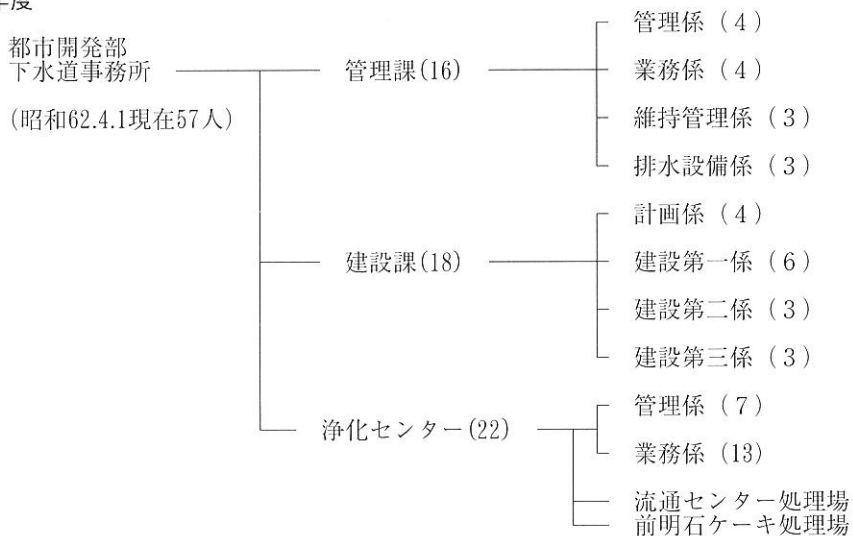 年度
都市開発部
下水道事務所
(昭和62.4.1現在57人)
管理課(16)
管理係(4)
業務係(4)
維持管理係(3)
排水設備係(3)
建設課(18)
計画係(4)
建設第一係(6)
建設第二係(3)
建設第三係(3)
浄化センター(22)
管理係(7)
業務係(13)
流通センター処理場
前明石ケーキ処理場